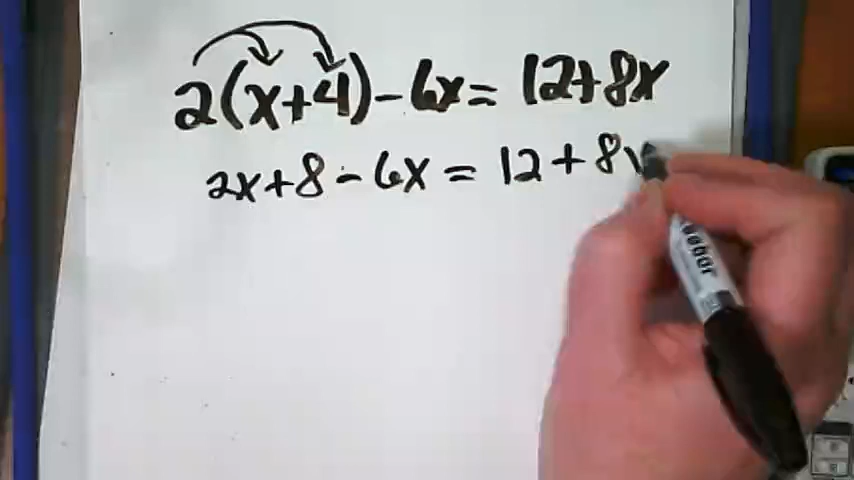 2(x+4)-6x= 12+8x
2x+8-6x = 12+8x